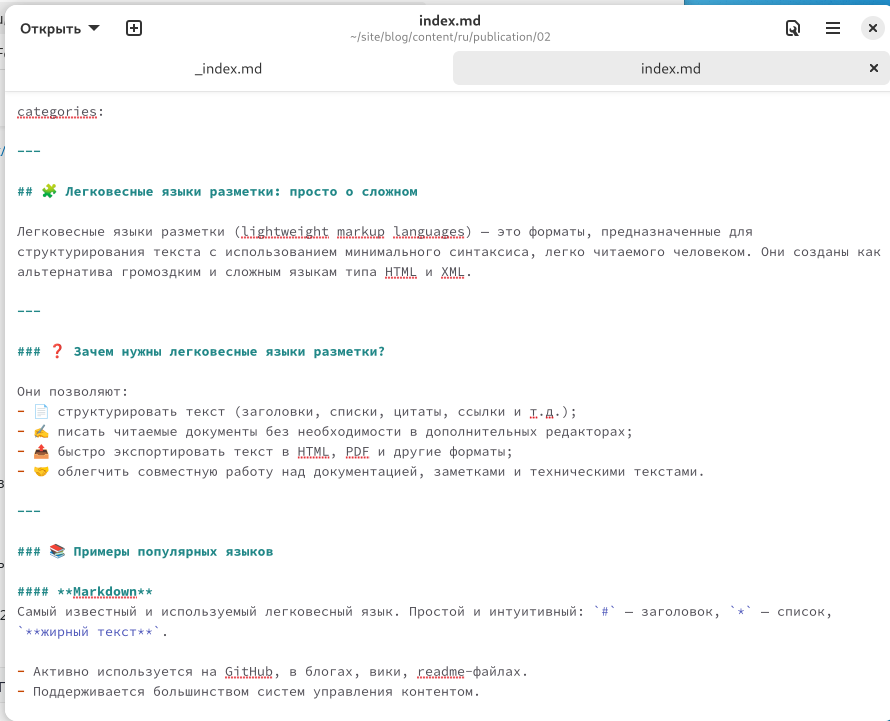 Открыть
index.md
~/site/blog/content/ru/publication/02
_index.md
index.md
categories:
---
## 🧩 Легковесные языки разметки: просто о сложном
Легковесные языки разметки (lightweight markup languages) — это форматы, предназначенные для
структурирования текста с использованием минимального синтаксиса, легко читаемого человеком. Они созданы как
альтернатива громоздким и сложным языкам типа HTML и XML.
---
### ❓ Зачем нужны легковесные языки разметки?
Они позволяют:
- 📄 структурировать текст (заголовки, списки, цитаты, ссылки и т.д.);
- ✍️ писать читаемые документы без необходимости в дополнительных редакторах;
- 📤 быстро экспортировать текст в HTML, PDF и другие форматы;
- 🤝 облегчить совместную работу над документацией, заметками и техническими текстами.
---
### 📚 Примеры популярных языков
#### **Markdown**
Самый известный и используемый легковесный язык. Простой и интуитивный: `#` — заголовок, `*` — список,
`**жирный текст**`.
- Активно используется на GitHub, в блогах, вики, readme-файлах.
- Поддерживается большинством систем управления контентом.